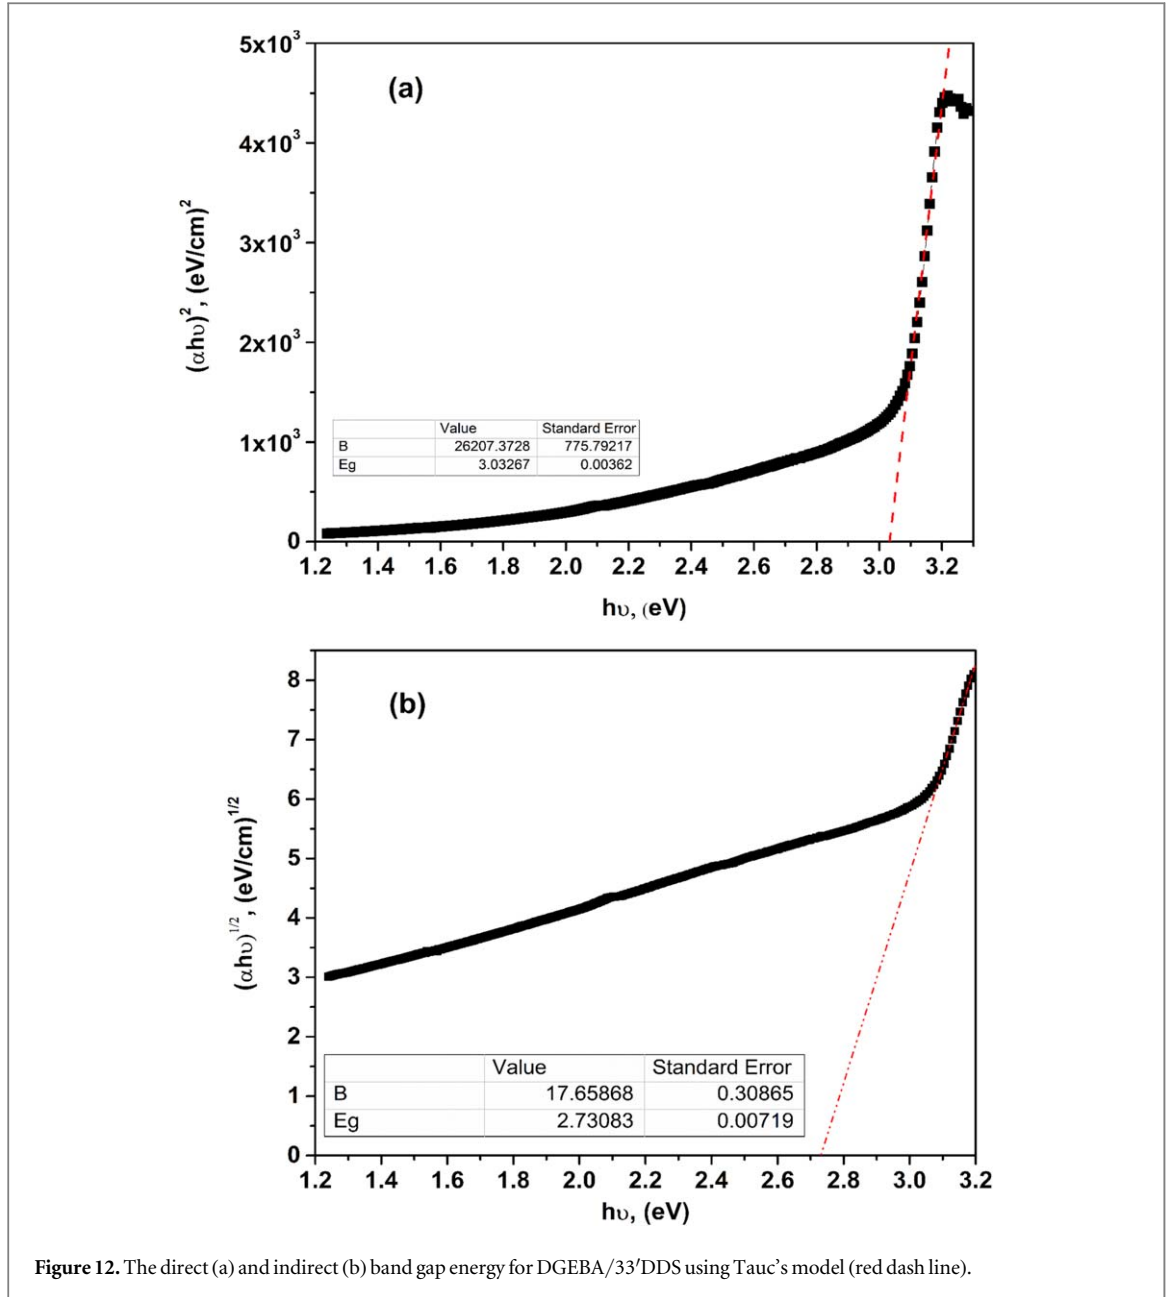 (a)
5x10³
4x10³
3x10³
2x10³
1x10³
0
(αhυ)², (eV/cm)²
Value Standard Error
B 26207.3728 775.79217
Eg 3.03267 0.00362
1.2 1.4 1.6 1.8 2.0 2.2 2.4 2.6 2.8 3.0 3.2
hυ, (eV)
(b)
8
7
6
5
4
3
2
1
0
(αhυ)^1/2, (eV/cm)^1/2
Value Standard Error
B 17.65868 0.30865
Eg 2.73083 0.00719
1.2 1.4 1.6 1.8 2.0 2.2 2.4 2.6 2.8 3.0 3.2
hυ, (eV)
Figure 12. The direct (a) and indirect (b) band gap energy for DGEBA/33′DDS using Tauc's model (red dash line).